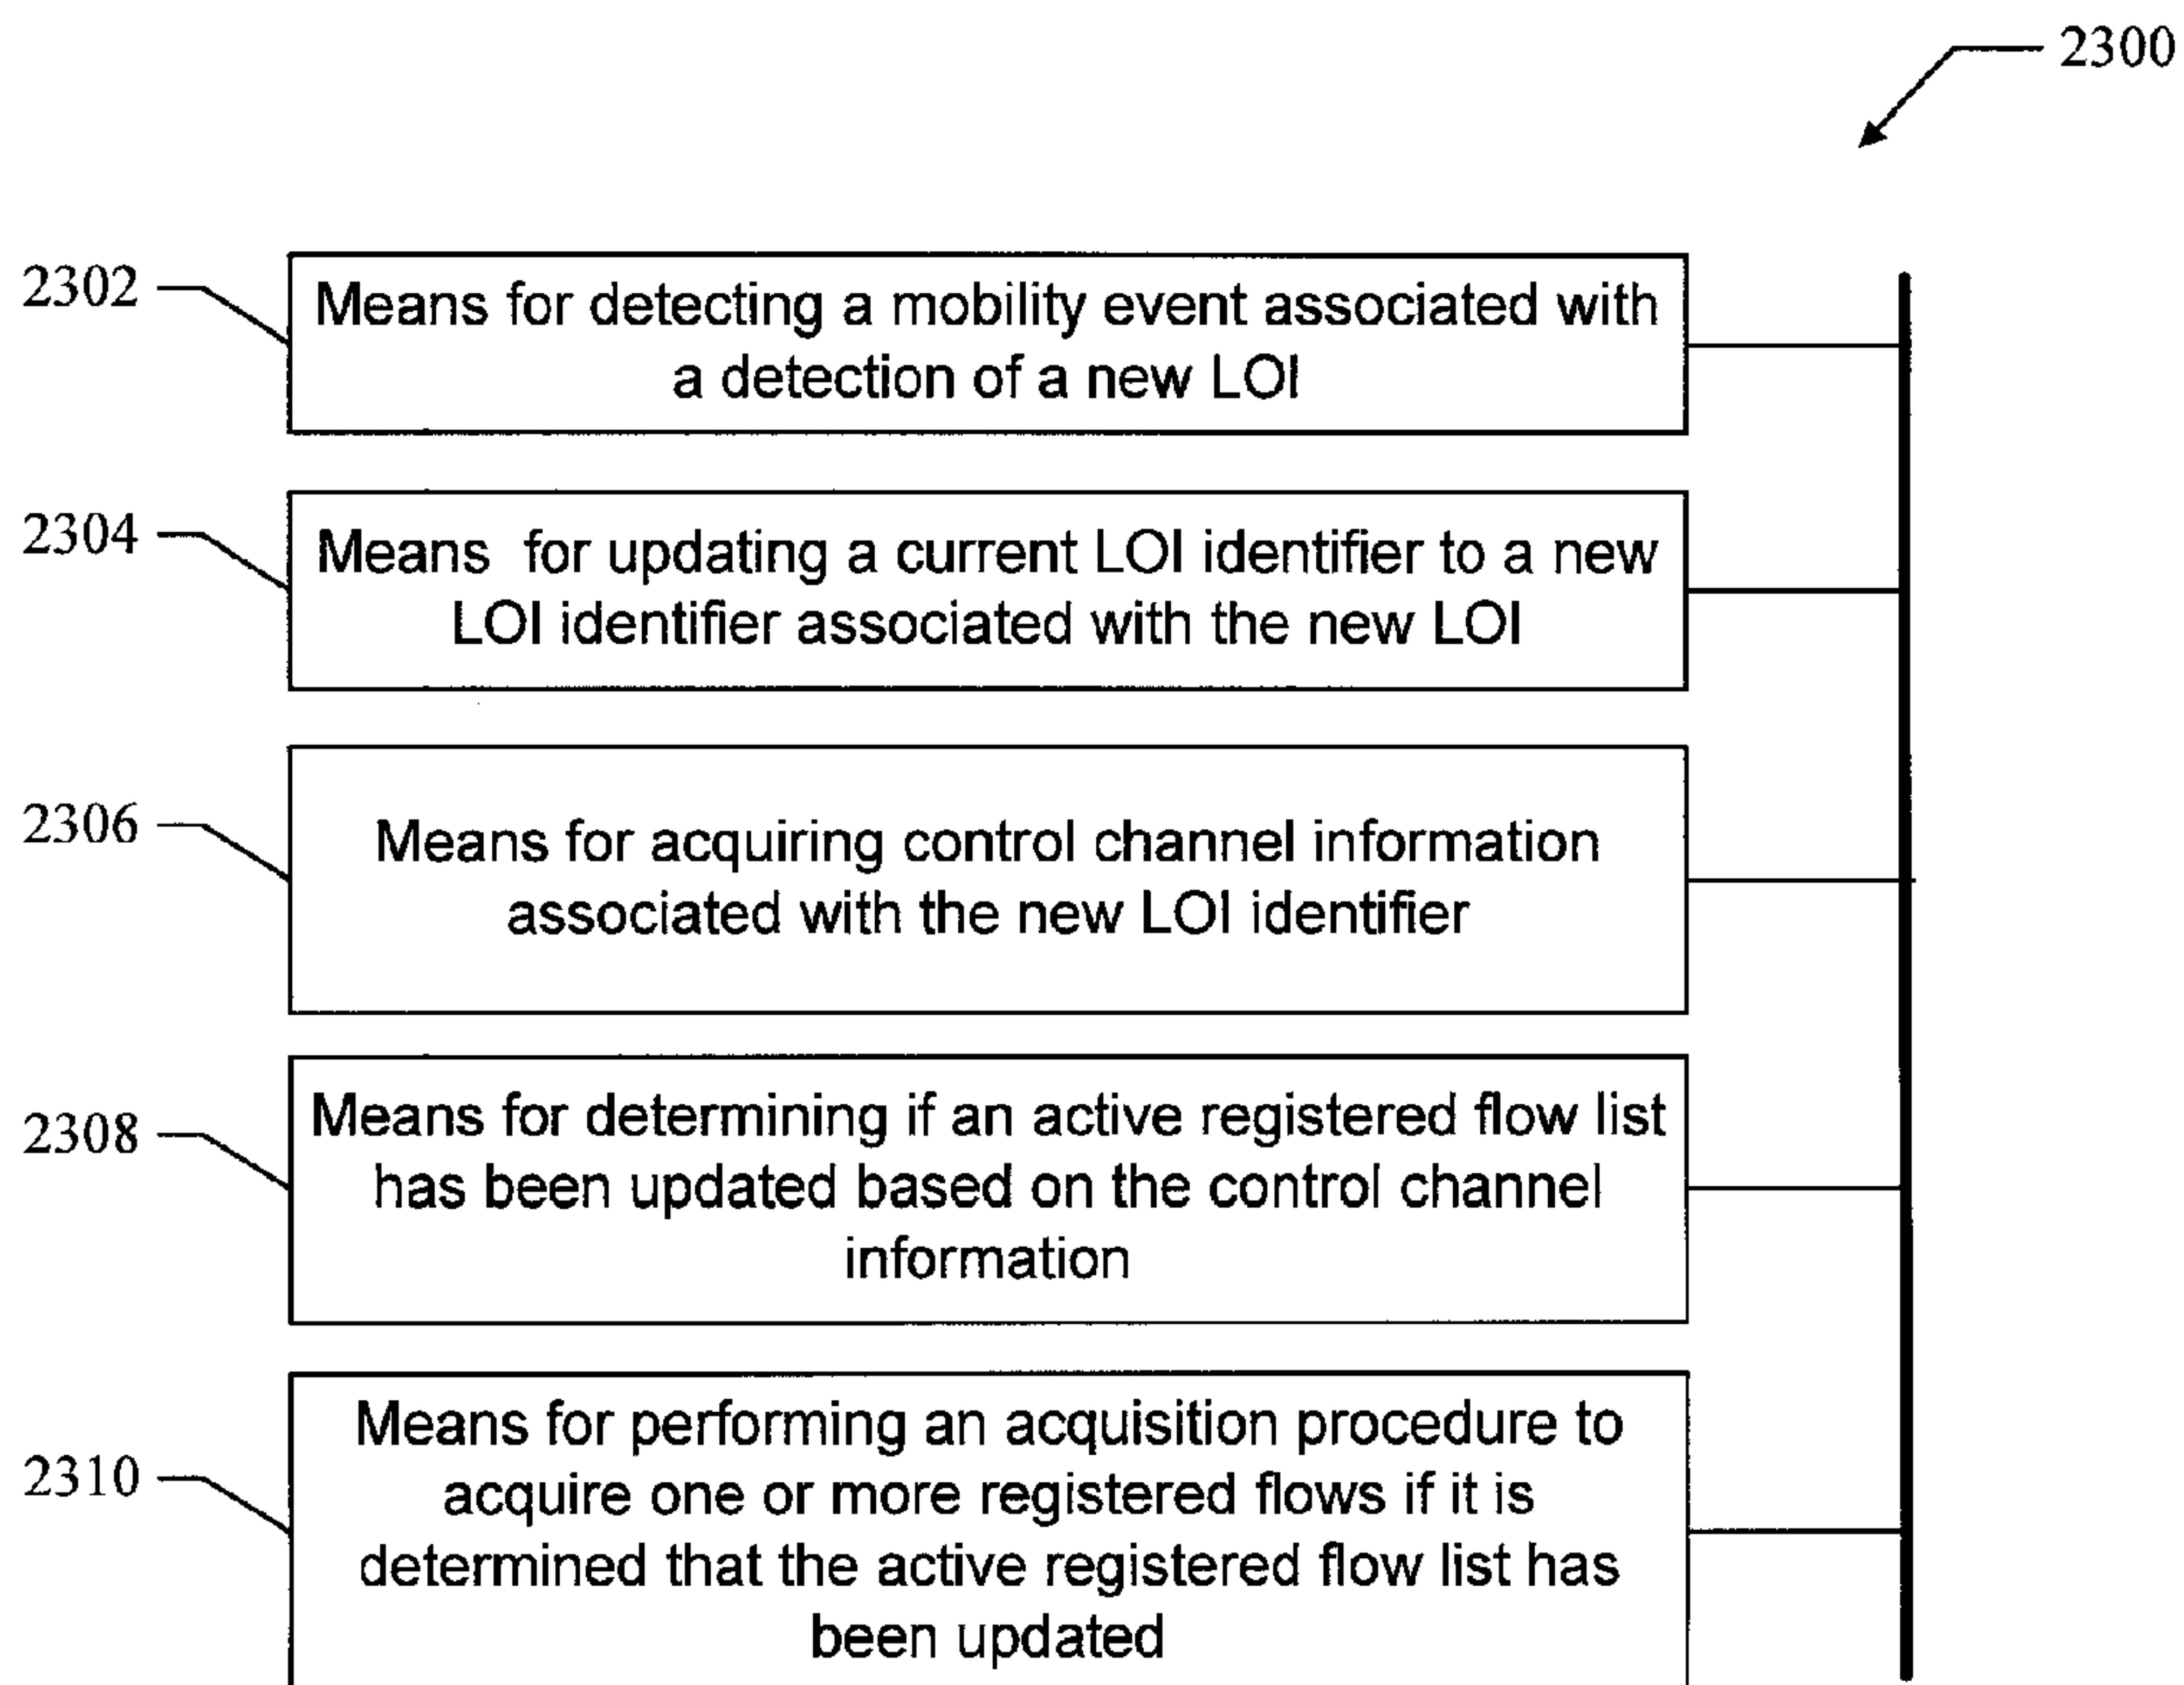 2300
2302
Means for detecting a mobility event associated with
a detection of a new LOI
2304
Means for updating a current LOI identifier to a new
LOI identifier associated with the new LOI
2306
Means for acquiring control channel information
associated with the new LOI identifier
2308
Means for determining if an active registered flow list
has been updated based on the control channel
information
2310
Means for performing an acquisition procedure to
acquire one or more registered flows if it is
determined that the active registered flow list has
been updated